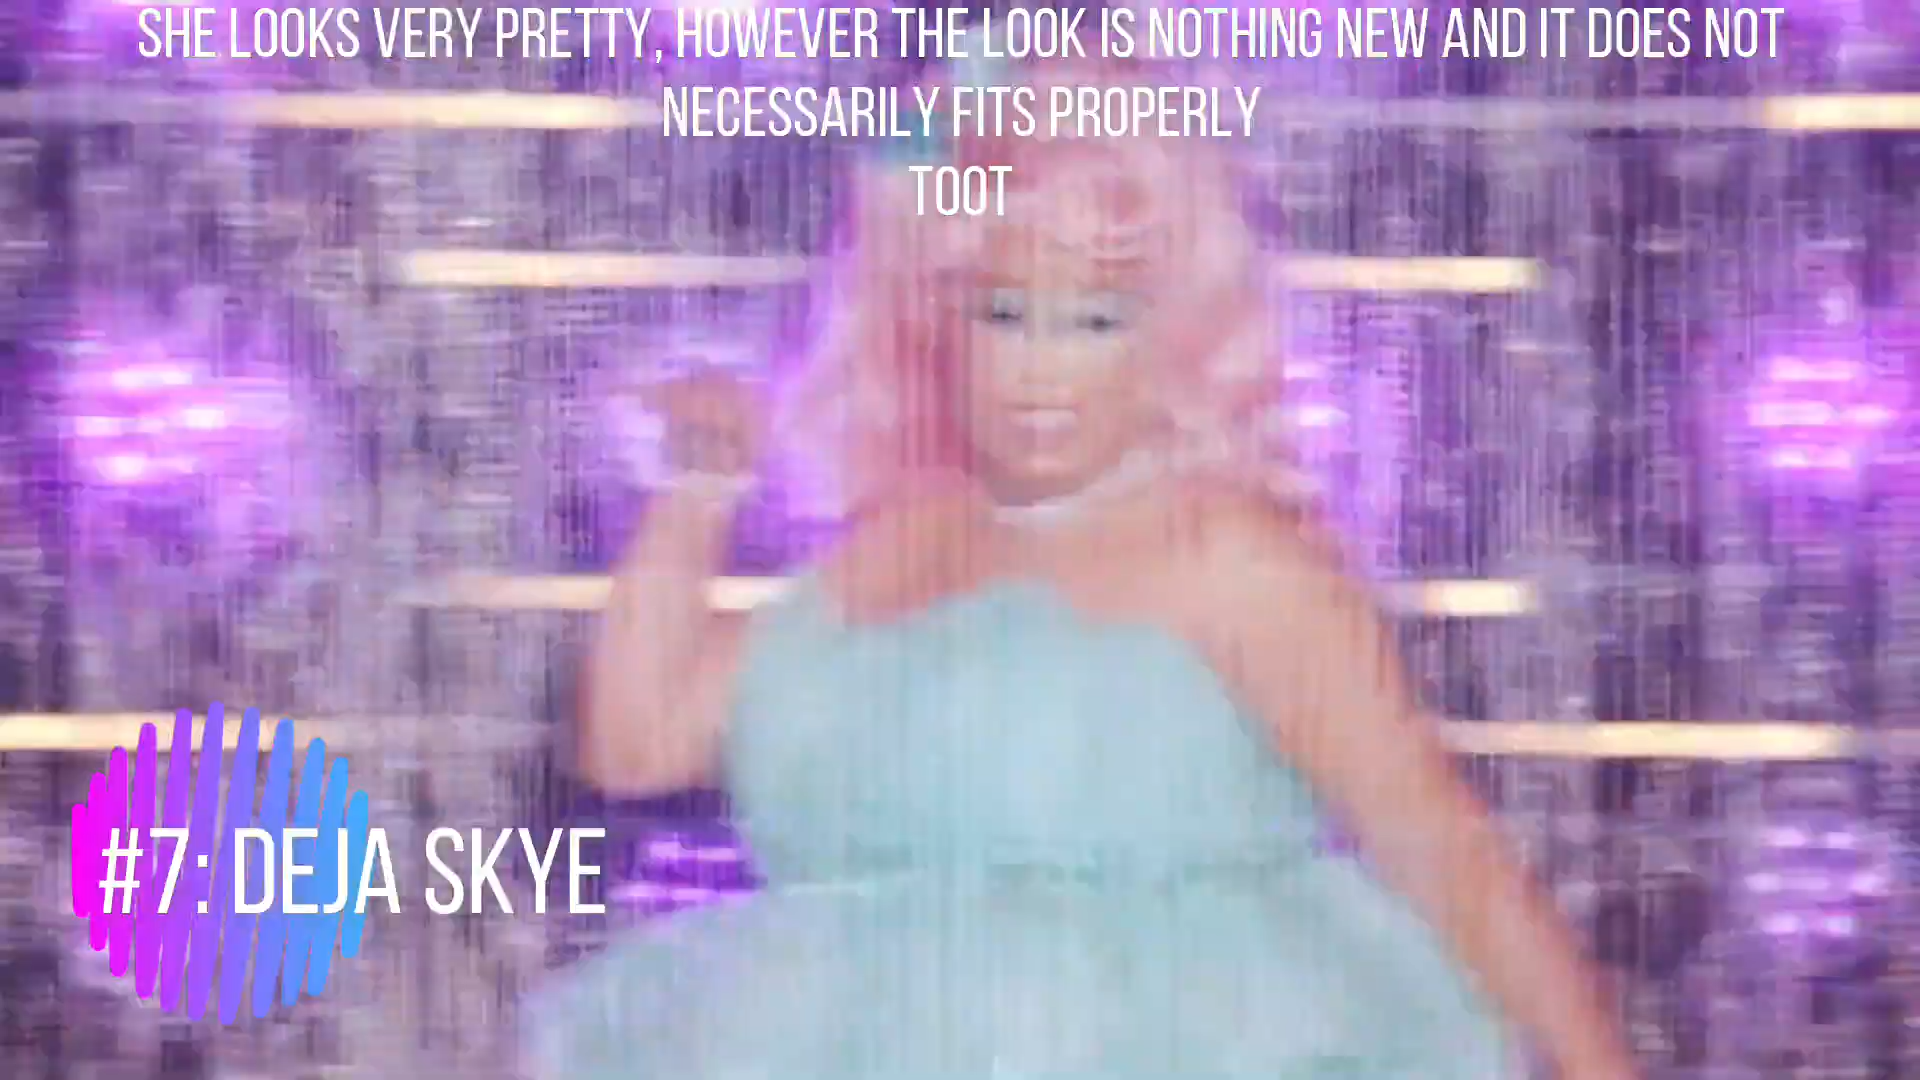 SHE LOOKS VERY PRETTY, HOWEVER THE LOOK IS NOTHING NEW AND IT DOES NOT
NECESSARILY FITS PROPERLY
TOOT
#7: DEJA SKYE